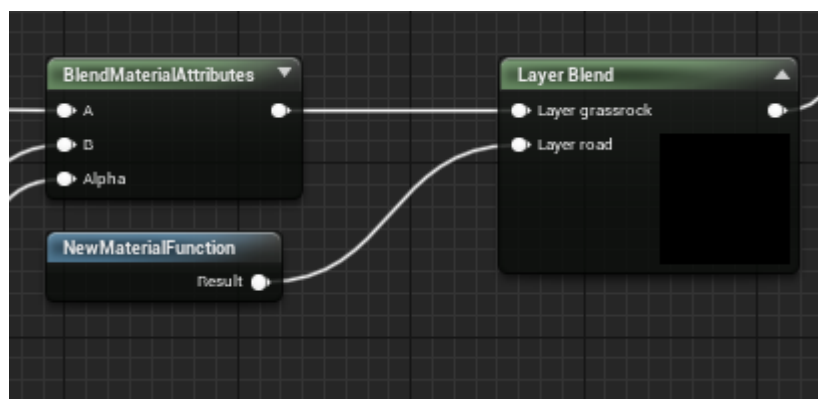 BlendMaterialAttributes
A
B
Alpha
NewMaterialFunction
Result
Layer Blend
Layer grassrock
Layer road